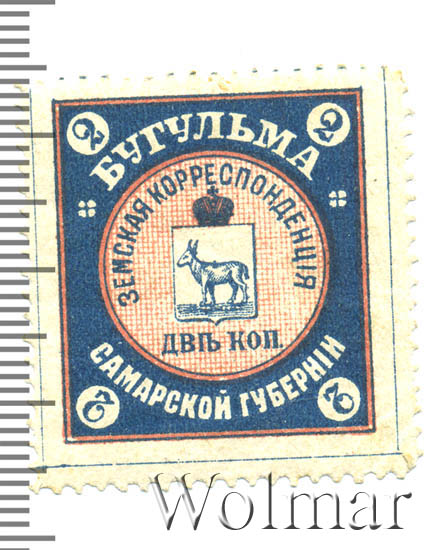 2 2
БУГУЛЬМА
ЗЕМСКАЯ КОРРЕСПОНДЕНЦІЯ
ДВѢ КОП.
САМАРСКОЙ ГУБЕРНІИ
2 2
Wolmar